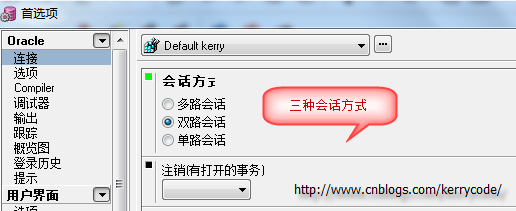 首选项
Oracle
连接
选项
Compiler
调试器
输出
跟踪
概览图
登录历史
提示
用户界面
Default kerry
会话方
多路会话
双路会话
单路会话
三种会话方式
注销(有打开的事务)
http://www.cnblogs.com/kerrycode/